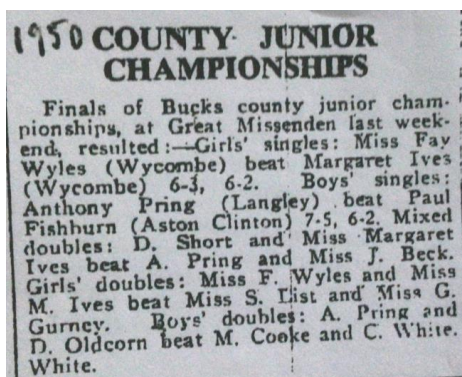 1950 COUNTY JUNIOR
CHAMPIONSHIPS
Finals of Bucks county junior cham-
pionships, at Great Missenden last week-
end, resulted :—Girls' singles: Miss Fay
Wyles (Wycombe) beat Margaret Ives
(Wycombe) 6-3, 6-2. Boys' singles:
Anthony Pring (Langley) beat Paul
Fishburn (Aston Clinton) 7-5, 6-2. Mixed
doubles: D. Short and Miss Margaret
Ives beat A. Pring and Miss J. Beck.
Girls' doubles: Miss F. Wyles and Miss
M. Ives beat Miss S. List and Miss G.
Gurney. Boys' doubles: A. Pring and
D. Oldcorn beat M. Cooke and C. White.
White.